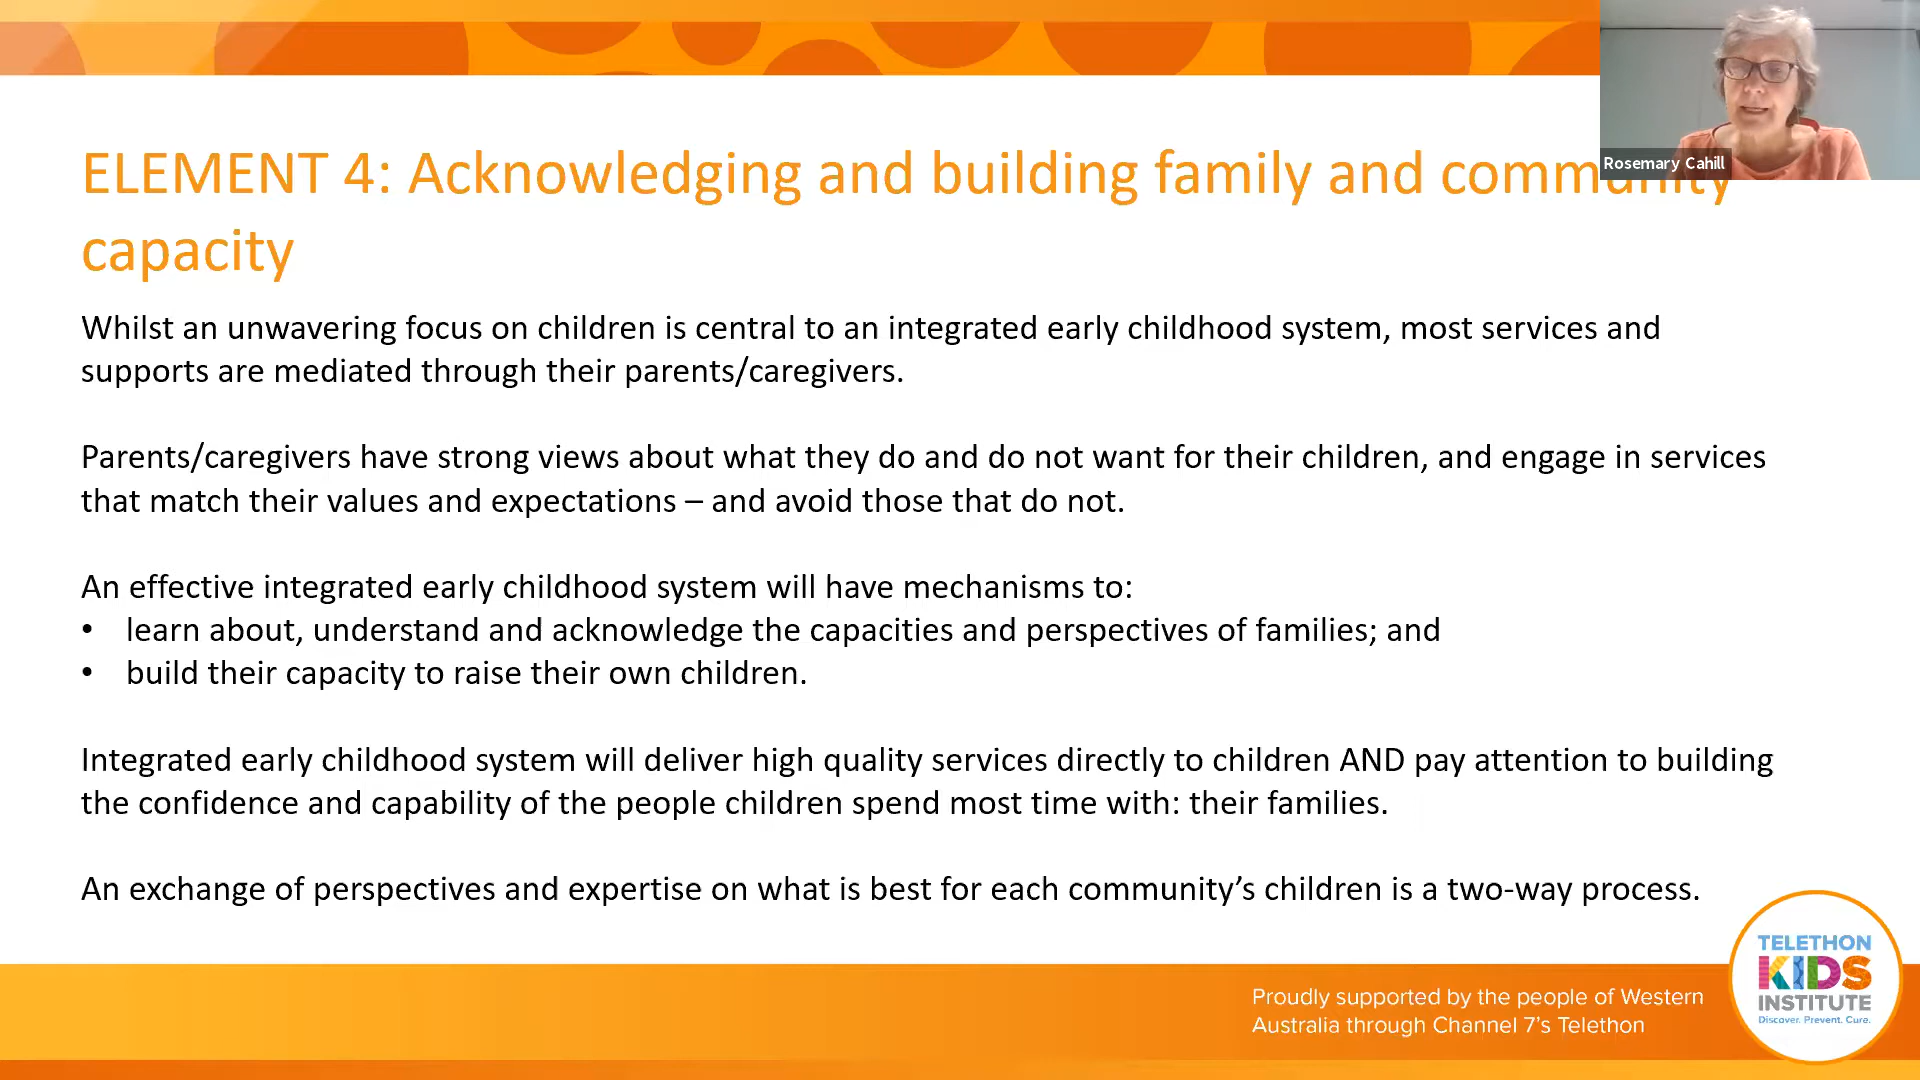 ELEMENT 4: Acknowledging and building family and community
capacity
Rosemary Cahill
Whilst an unwavering focus on children is central to an integrated early childhood system, most services and
supports are mediated through their parents/caregivers.
Parents/caregivers have strong views about what they do and do not want for their children, and engage in services
that match their values and expectations – and avoid those that do not.
An effective integrated early childhood system will have mechanisms to:
• learn about, understand and acknowledge the capacities and perspectives of families; and
• build their capacity to raise their own children.
Integrated early childhood system will deliver high quality services directly to children AND pay attention to building
the confidence and capability of the people children spend most time with: their families.
An exchange of perspectives and expertise on what is best for each community’s children is a two-way process.
Proudly supported by the people of Western
Australia through Channel 7’s Telethon
TELETHON
KIDS
INSTITUTE
Discover. Prevent. Cure.